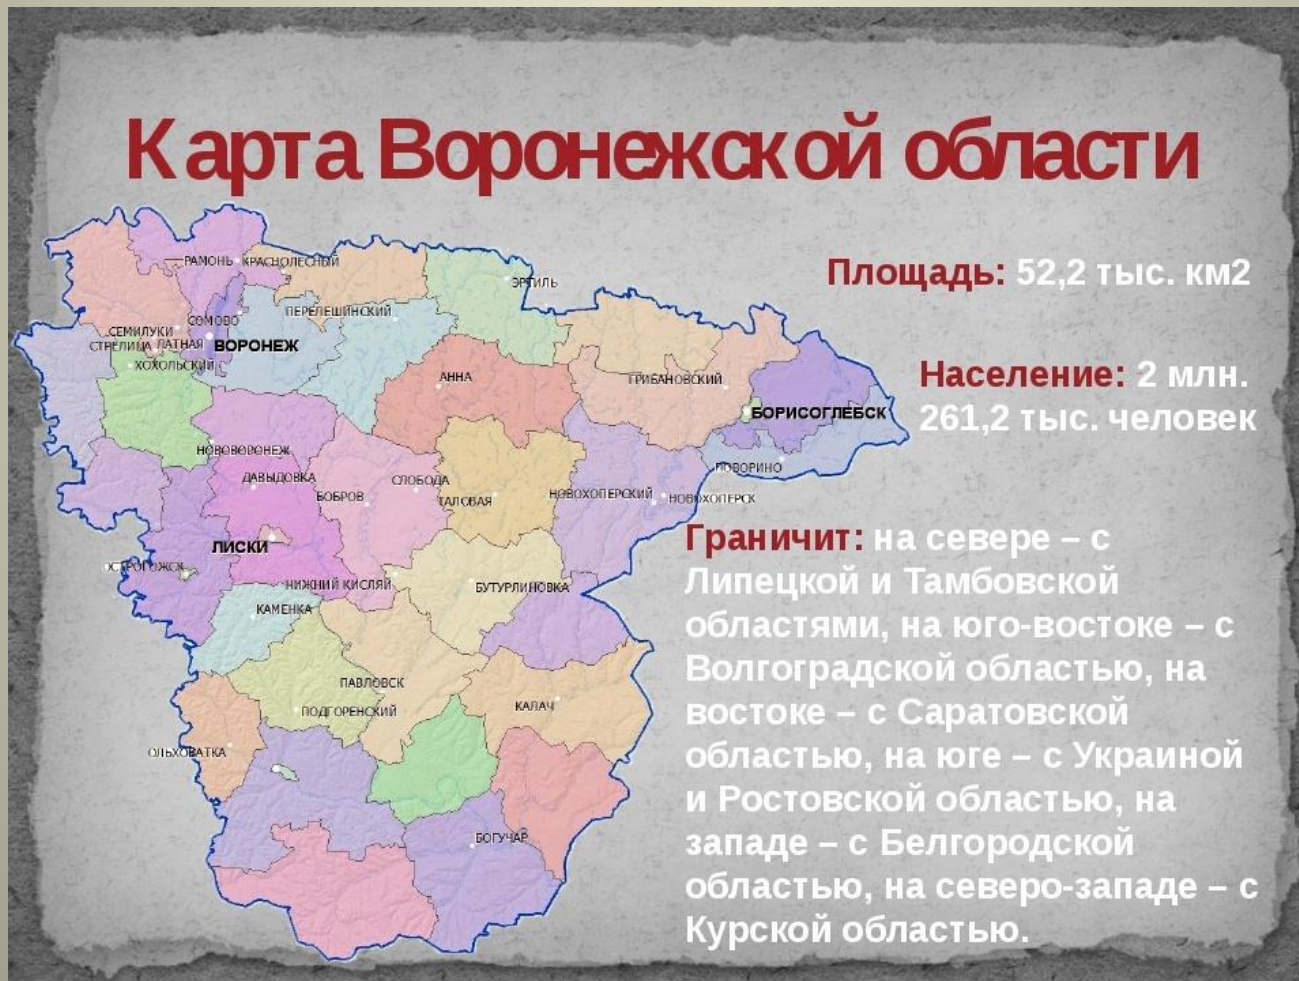 Карта Воронежской области
Площадь: 52,2 тыс. км2
Население: 2 млн.
261,2 тыс. человек
Граничит: на севере – с
Липецкой и Тамбовской
областями, на юго-востоке – с
Волгоградской областью, на
востоке – с Саратовской
областью, на юге – с Украиной
и Ростовской областью, на
западе – с Белгородской
областью, на северо-западе – с
Курской областью.
РАМОНЬ
КРАСНОЛЕСНЫЙ
ЭРТИЛЬ
ПЕРЕЛЕШИНСКИЙ
СОМОВО
СЕМИЛУКИ
СТРЕЛИЦА
ЛАТНАЯ
ВОРОНЕЖ
ХОХОЛЬСКИЙ
АННА
ГРИБАНОВСКИЙ
БОРИСОГЛЕБСК
НОВОВОРОНЕЖ
ПОВОРИНО
ДАВЫДОВКА
СЛОБОДА
БОБРОВ
ТАЛОВАЯ
НОВОХОПЕРСКИЙ
НОВОХОПЕРСК
ЛИСКИ
ОСТРОГОЖСК
НИЖНИЙ КИСЛЯЙ
БУТУРЛИНОВКА
КАМЕНКА
ПАВЛОВСК
ПОДГОРЕНСКИЙ
КАЛАЧ
ОЛЬХОВАТКА
БОГУЧАР